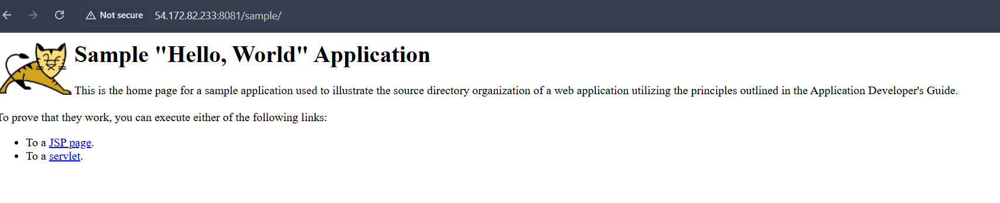 Not secure 54.172.82.233:8081/sample/
Sample "Hello, World" Application
This is the home page for a sample application used to illustrate the source directory organization of a web application utilizing the principles outlined in the Application Developer's Guide.
To prove that they work, you can execute either of the following links:
• To a JSP page.
• To a servlet.